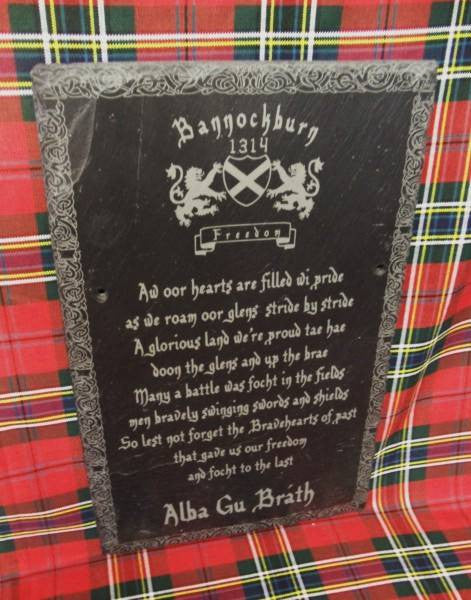 Bannockburn
1314
Freedom
Aw oor hearts are filled wi pride
as we roam oor glens stride by stride
A glorious land we're proud tae hae
doon the glens and up the brae
Many a battle was focht in the fields
men bravely swinging swords and shields
So lest not forget the Bravehearts of past
that gave us our freedom
and focht to the last
Alba Gu Bráth